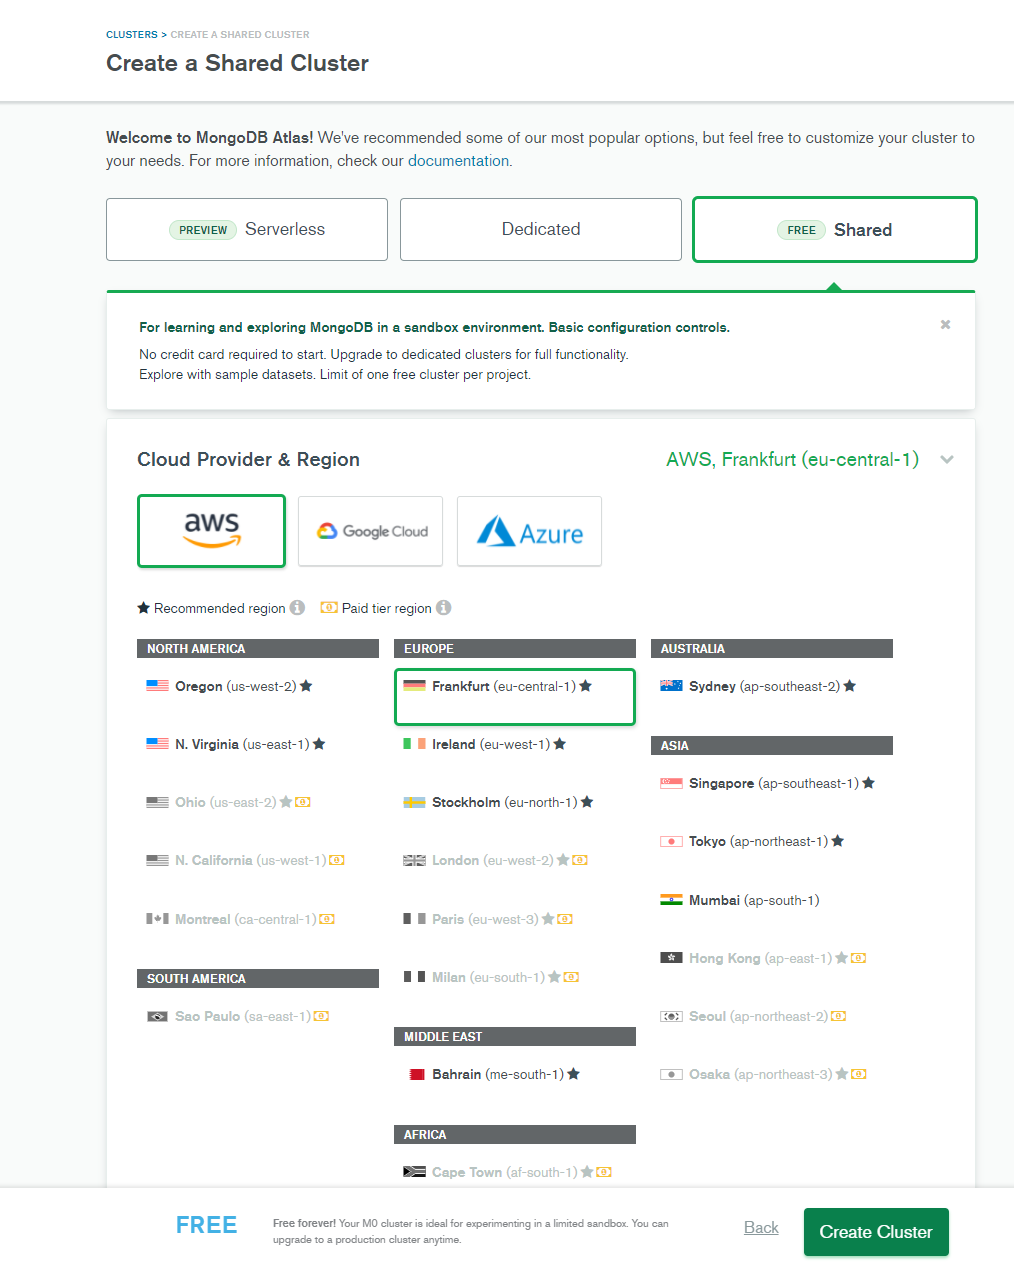 CLUSTERS > CREATE A SHARED CLUSTER
Create a Shared Cluster
Welcome to MongoDB Atlas! We've recommended some of our most popular options, but feel free to customize your cluster to
your needs. For more information, check our documentation.
PREVIEW Serverless
Dedicated
FREE Shared
For learning and exploring MongoDB in a sandbox environment. Basic configuration controls.
No credit card required to start. Upgrade to dedicated clusters for full functionality.
Explore with sample datasets. Limit of one free cluster per project.
Cloud Provider & Region
AWS, Frankfurt (eu-central-1)
aws
Google Cloud
Azure
Recommended region
Paid tier region
NORTH AMERICA
Oregon (us-west-2)
N. Virginia (us-east-1)
Ohio (us-east-2)
N. California (us-west-1)
Montreal (ca-central-1)
SOUTH AMERICA
Sao Paulo (sa-east-1)
EUROPE
Frankfurt (eu-central-1)
Ireland (eu-west-1)
Stockholm (eu-north-1)
London (eu-west-2)
Paris (eu-west-3)
Milan (eu-south-1)
MIDDLE EAST
Bahrain (me-south-1)
AFRICA
Cape Town (af-south-1)
AUSTRALIA
Sydney (ap-southeast-2)
ASIA
Singapore (ap-southeast-1)
Tokyo (ap-northeast-1)
Mumbai (ap-south-1)
Hong Kong (ap-east-1)
Seoul (ap-northeast-2)
Osaka (ap-northeast-3)
FREE
Free forever! Your M0 cluster is ideal for experimenting in a limited sandbox. You can
upgrade to a production cluster anytime.
Back
Create Cluster